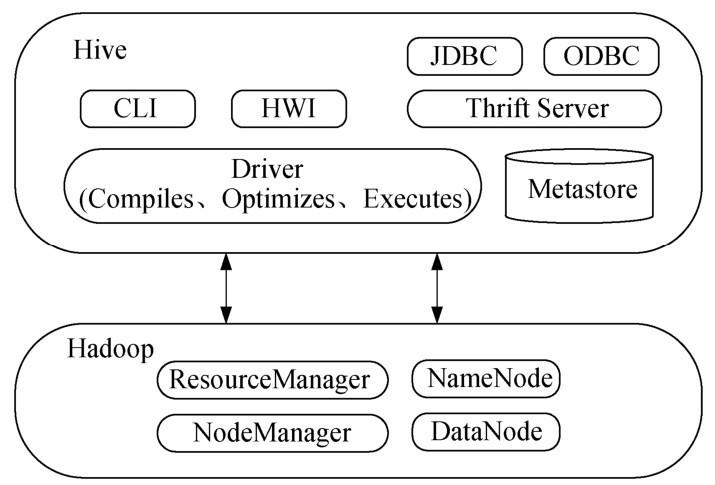 Hive
JDBC
ODBC
CLI
HWI
Thrift Server
Driver
(Compiles、Optimizes、Executes)
Metastore
Hadoop
ResourceManager
NameNode
NodeManager
DataNode